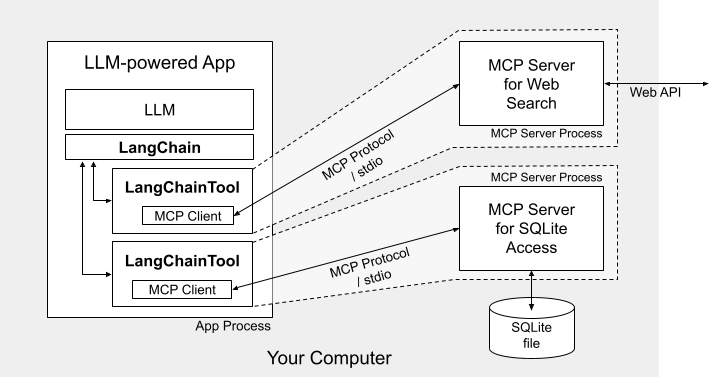 LLM-powered App
LLM
LangChain
LangChainTool
MCP Client
LangChainTool
MCP Client
App Process
MCP Protocol
/ stdio
MCP Protocol
/ stdio
MCP Server
for Web
Search
MCP Server Process
Web API
MCP Server Process
MCP Server
for SQLite
Access
SQLite
file
Your Computer